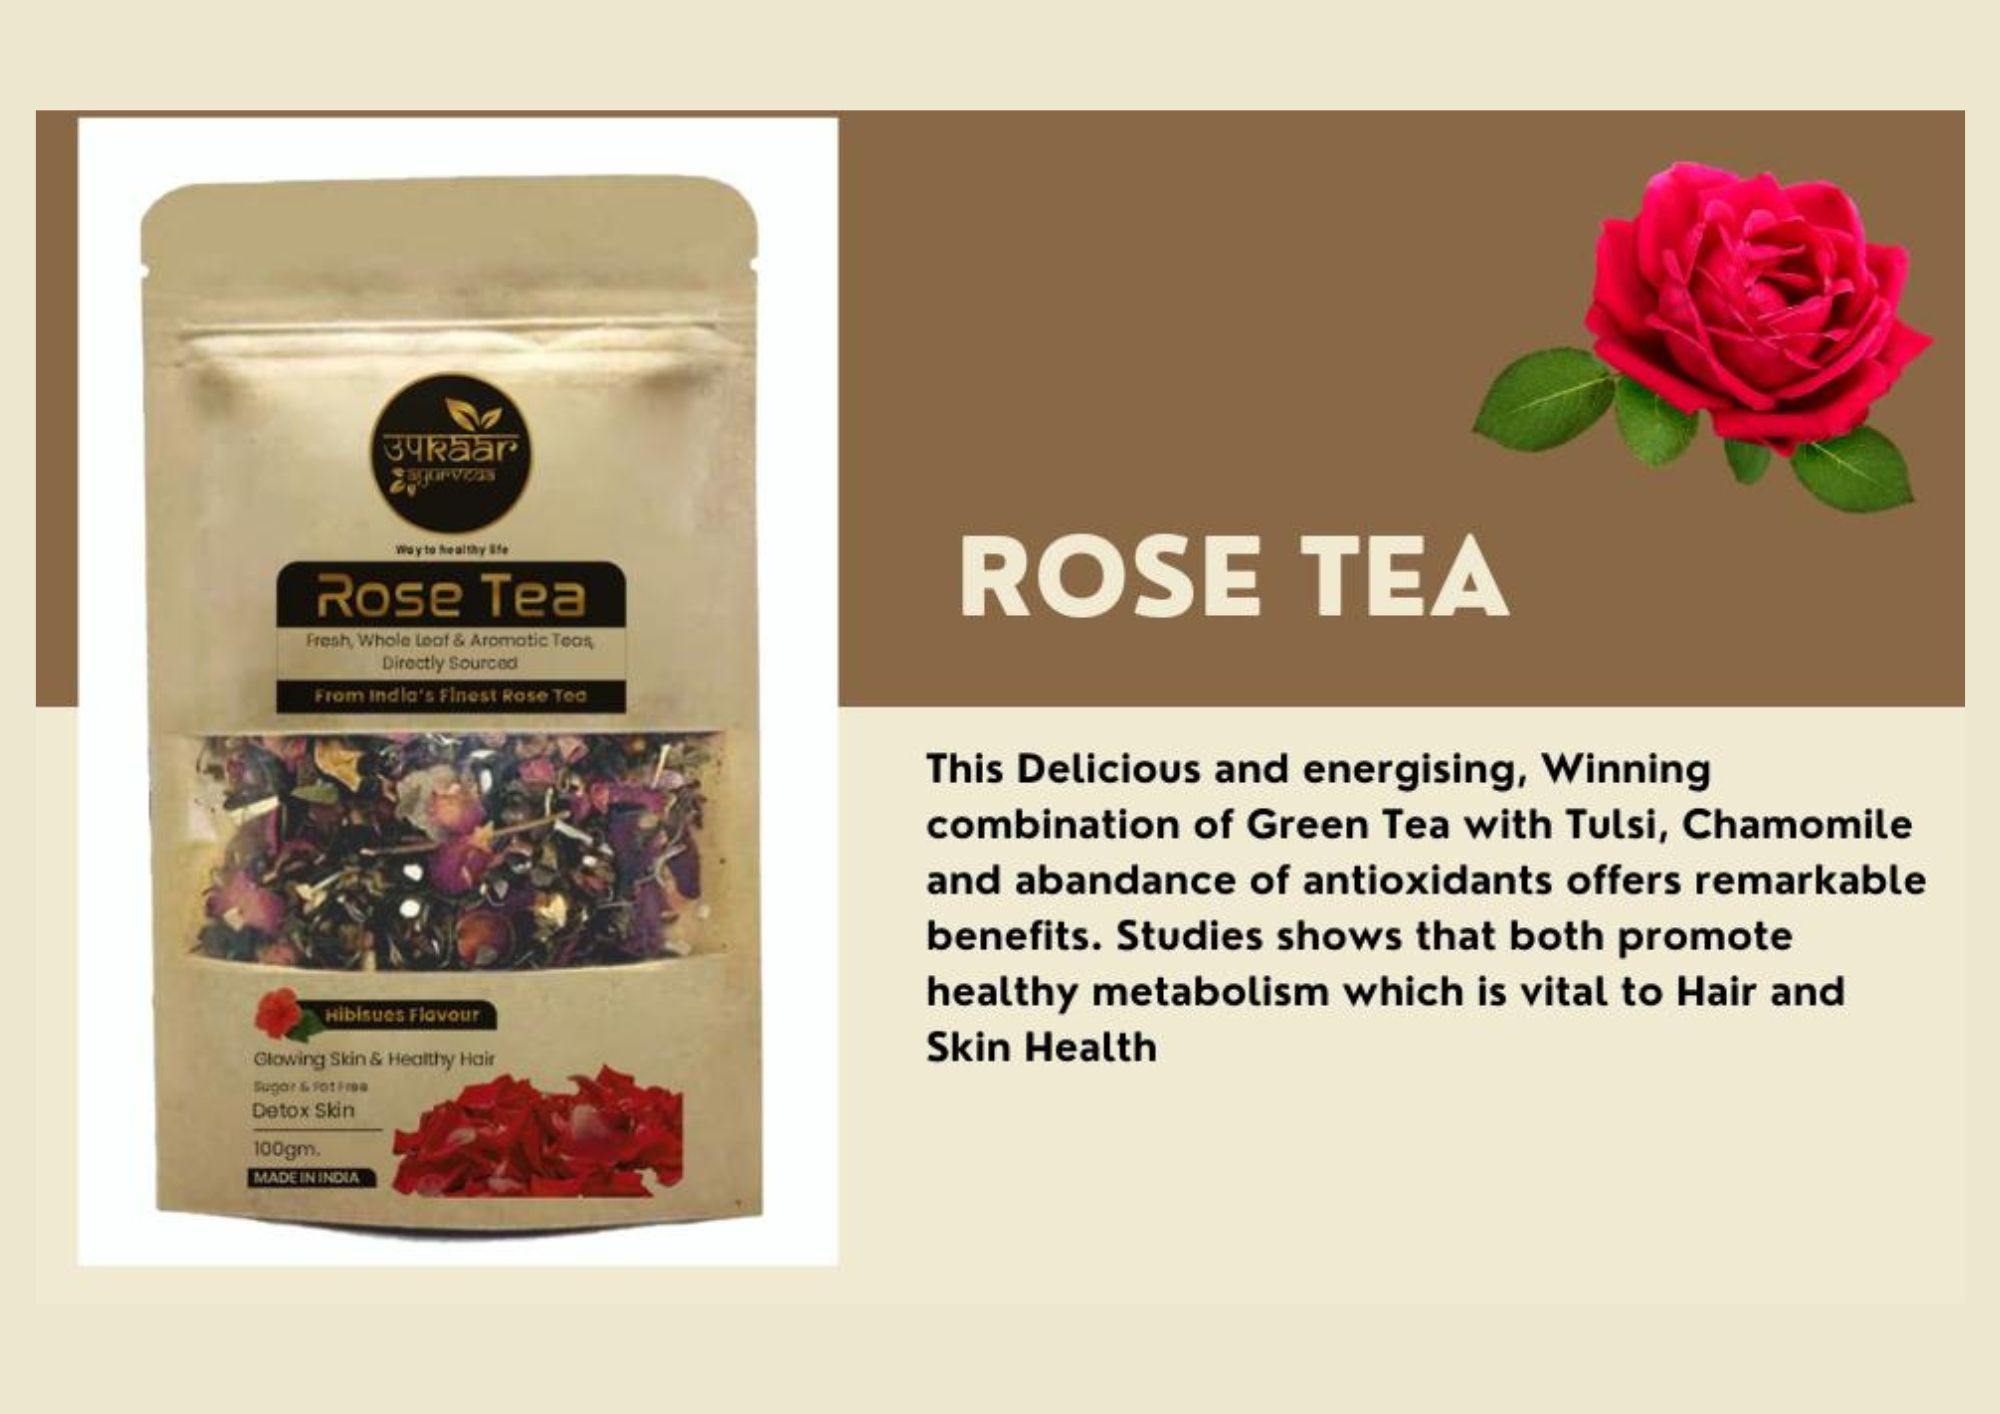 उपkaar
ayurveda
Way to healthy life
Rose Tea
Fresh, Whole Leaf & Aromatic Teas,
Directly Sourced
From India's Finest Rose Tea
Hibisues Flavour
Glowing Skin & Healthy Hair
Sugar & Fat Free
Detox Skin
100gm.
MADE IN INDIA
ROSE TEA
This Delicious and energising, Winning
combination of Green Tea with Tulsi, Chamomile
and abandance of antioxidants offers remarkable
benefits. Studies shows that both promote
healthy metabolism which is vital to Hair and
Skin Health